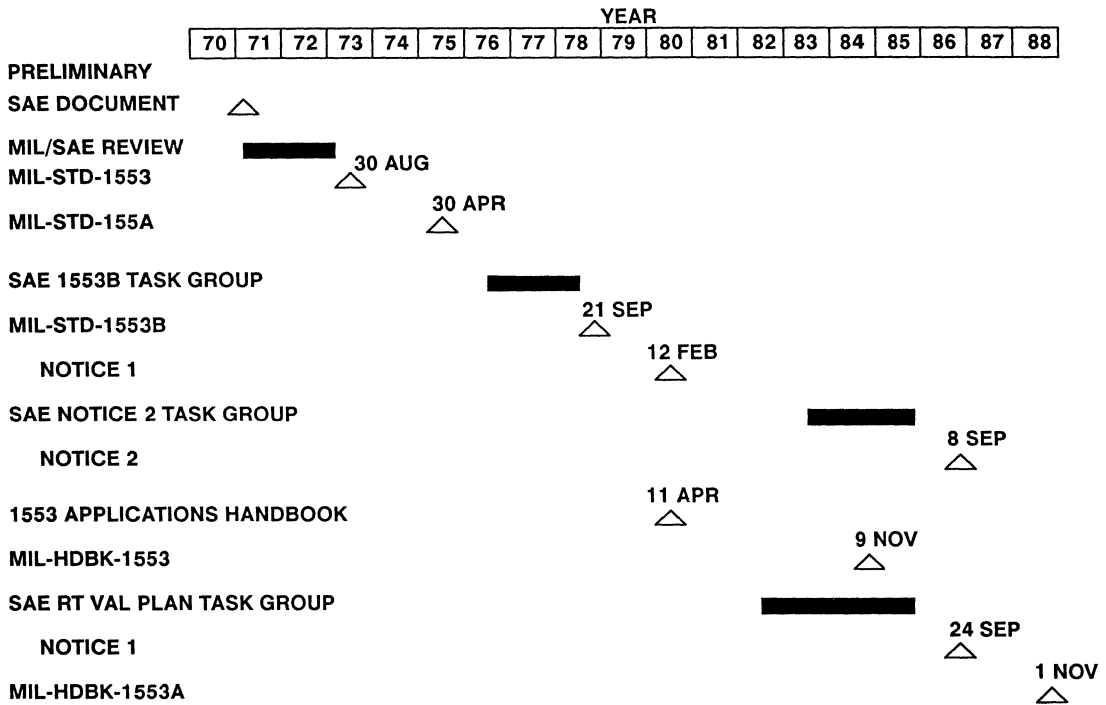 YEAR
70 71 72 73 74 75 76 77 78 79 80 81 82 83 84 85 86 87 88
PRELIMINARY
SAE DOCUMENT
MIL/SAE REVIEW
30 AUG
MIL-STD-1553
30 APR
MIL-STD-155A
SAE 1553B TASK GROUP
21 SEP
MIL-STD-1553B
12 FEB
NOTICE 1
SAE NOTICE 2 TASK GROUP
8 SEP
NOTICE 2
11 APR
1553 APPLICATIONS HANDBOOK
9 NOV
MIL-HDBK-1553
SAE RT VAL PLAN TASK GROUP
24 SEP
NOTICE 1
1 NOV
MIL-HDBK-1553A